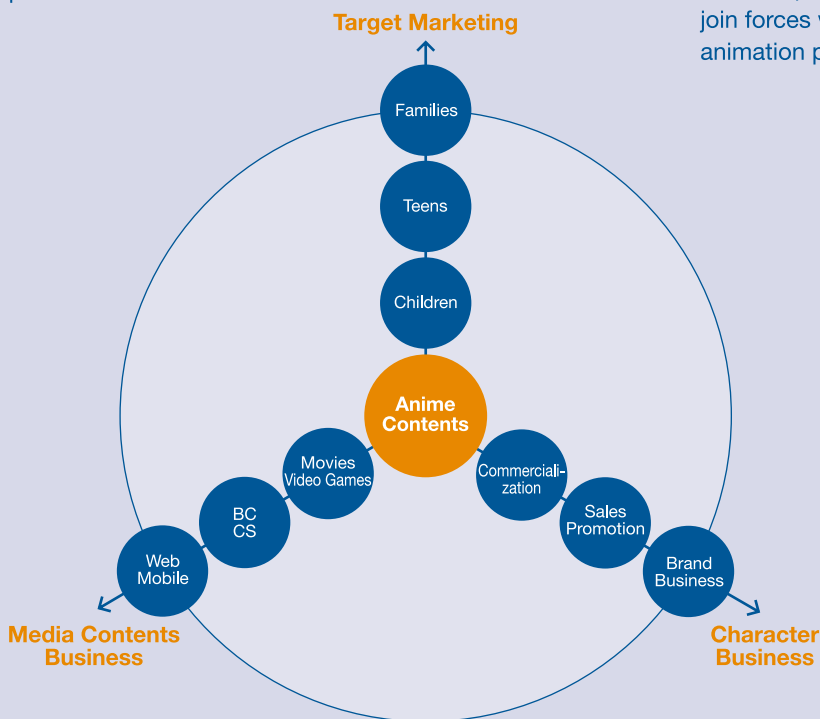 join forces
animation
Target Marketing
Families
Teens
Children
Anime
Contents
Movies
Video Games
BC
CS
Web
Mobile
Media Contents
Business
Commerciali-
zation
Sales
Promotion
Brand
Business
Character
Business